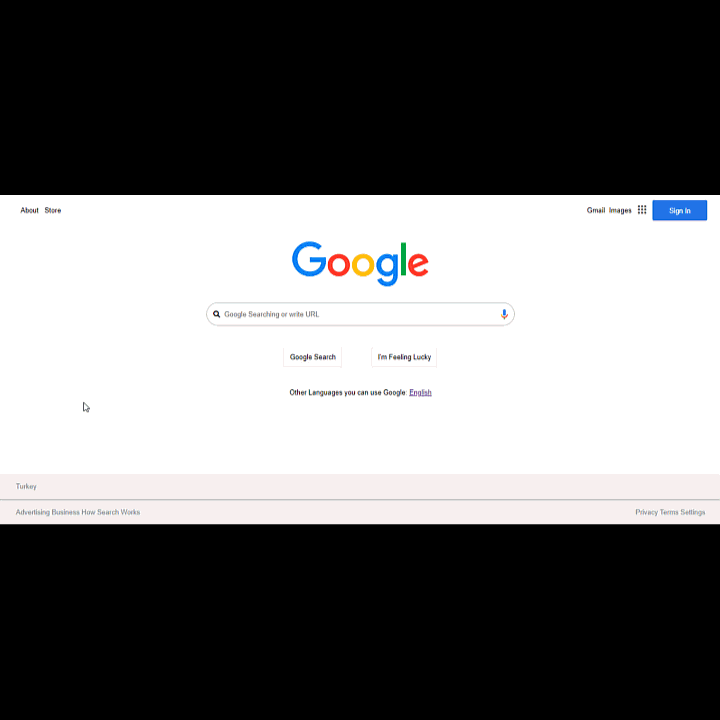 About Store Gmail Images Sign In
Google
Google Searching or write URL
Google Search I'm Feeling Lucky
Other Languages you can use Google: English
Turkey
Advertising Business How Search Works Privacy Terms Settings